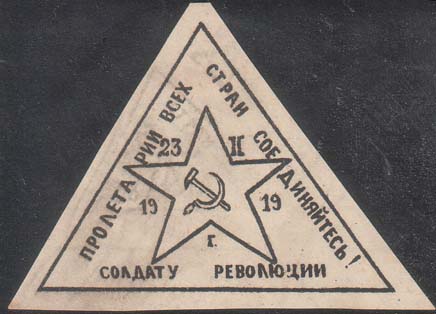 ПРОЛЕТАРИИ ВСЕХ
СТРАН СОЕДИНЯЙТЕСЬ!
23 II
19 19
г.
СОЛДАТУ РЕВОЛЮЦИИ